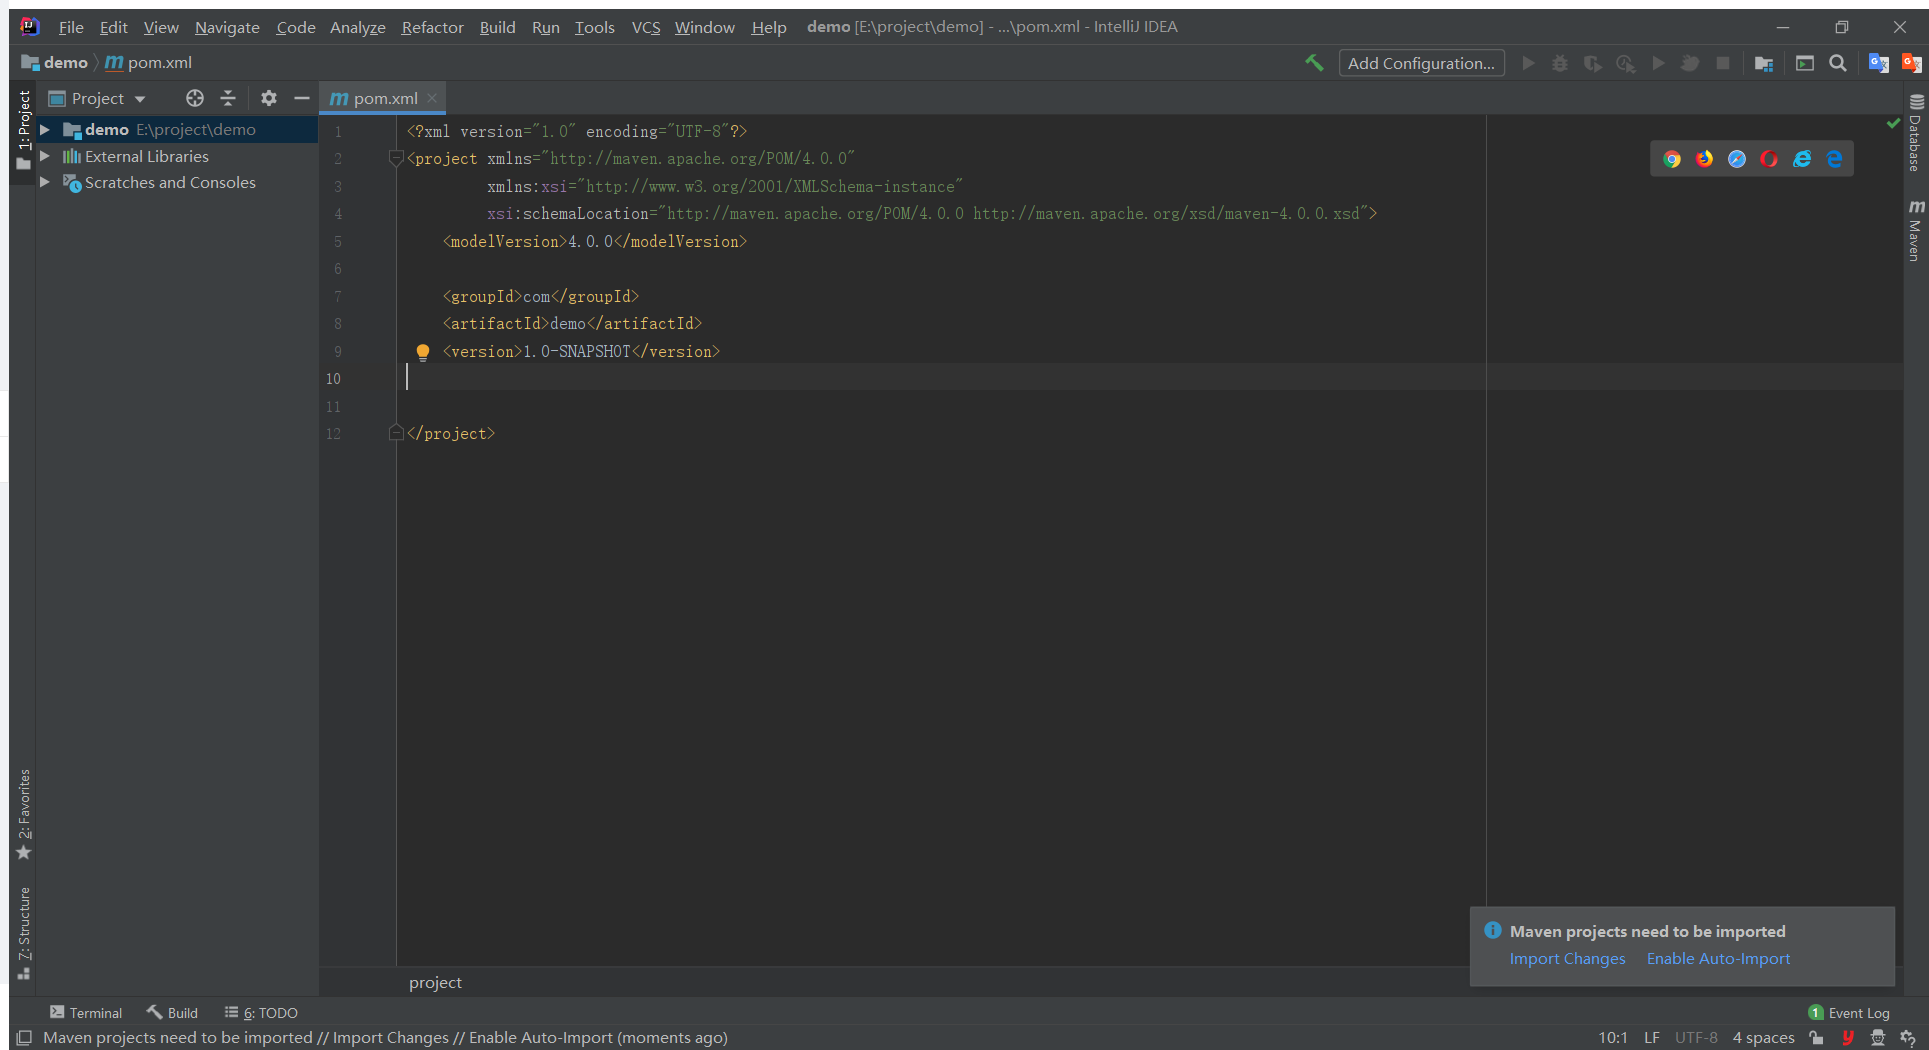 File Edit View Navigate Code Analyze Refactor Build Run Tools VCS Window Help demo [E:\project\demo] - ...\pom.xml - IntelliJ IDEA
demo pom.xml Add Configuration...
Project pom.xml
1: Project
demo E:\project\demo
External Libraries
Scratches and Consoles
1 <?xml version="1.0" encoding="UTF-8"?>
2 <project xmlns="http://maven.apache.org/POM/4.0.0"
3 xmlns:xsi="http://www.w3.org/2001/XMLSchema-instance"
4 xsi:schemaLocation="http://maven.apache.org/POM/4.0.0 http://maven.apache.org/xsd/maven-4.0.0.xsd">
5 <modelVersion>4.0.0</modelVersion>
6
7 <groupId>com</groupId>
8 <artifactId>demo</artifactId>
9 <version>1.0-SNAPSHOT</version>
10
11
12 </project>
Database
Maven
2: Favorites
Z: Structure
Maven projects need to be imported
Import Changes Enable Auto-Import
project
Terminal Build 6: TODO 1 Event Log
Maven projects need to be imported // Import Changes // Enable Auto-Import (moments ago) 10:1 LF UTF-8 4 spaces